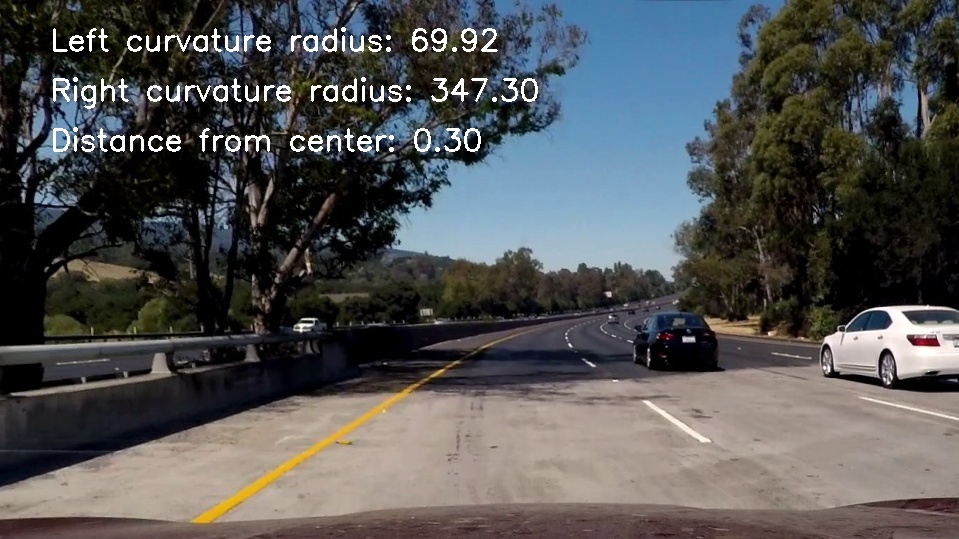 Left curvature radius: 69.92
Right curvature radius: 347.30
Distance from center: 0.30